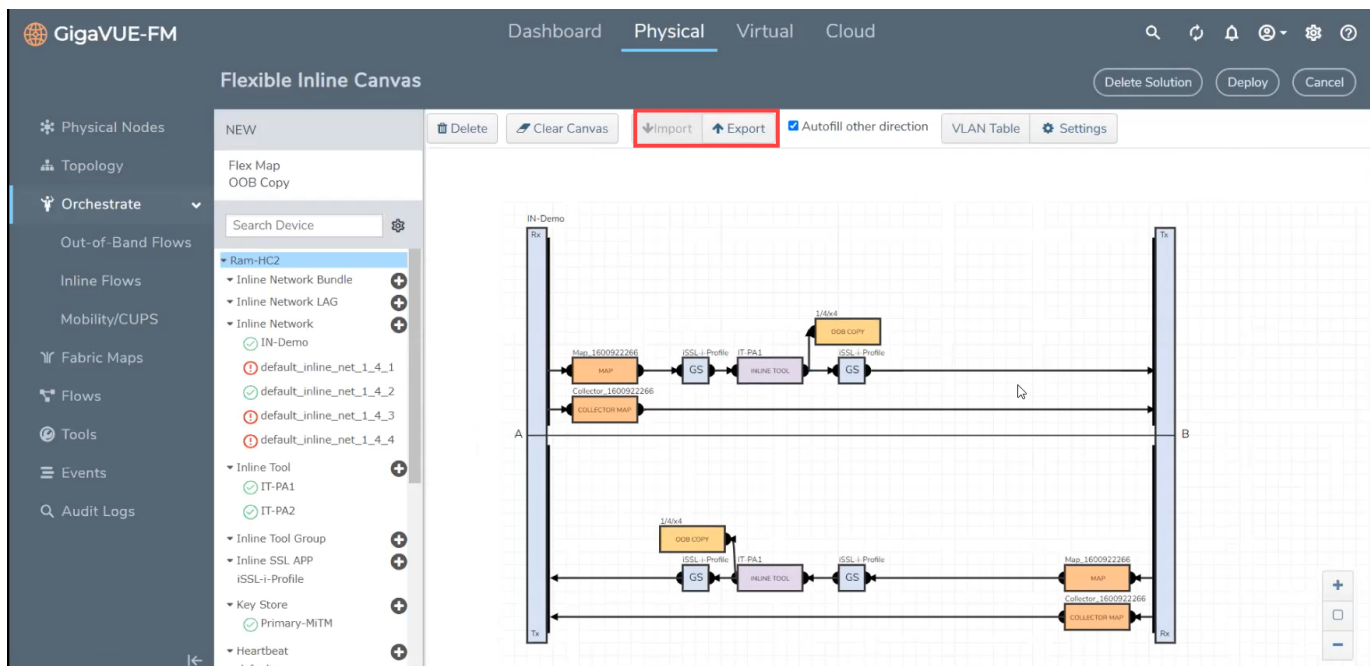 GigaVUE-FM
Dashboard Physical Virtual Cloud
Flexible Inline Canvas
Delete Solution Deploy Cancel
Physical Nodes
Topology
Orchestrate
Out-of-Band Flows
Inline Flows
Mobility/CUPS
Fabric Maps
Flows
Tools
Events
Audit Logs
NEW
Flex Map
OOB Copy
Search Device
Ram-HC2
Inline Network Bundle
Inline Network LAG
Inline Network
IN-Demo
default_inline_net_1_4_1
default_inline_net_1_4_2
default_inline_net_1_4_3
default_inline_net_1_4_4
Inline Tool
IT-PA1
IT-PA2
Inline Tool Group
Inline SSL APP
iSSL-i-Profile
Key Store
Primary-MiTM
Heartbeat
Delete Clear Canvas Import Export Autofill other direction VLAN Table Settings
IN-Demo
Rx Tx
1/4/x4
OOB COPY
Map_1600922266 iSSL-i-Profile IT-PA1 iSSL-i-Profile
MAP GS INLINE TOOL GS
Collector_1600922266
COLLECTOR MAP
A B
1/4/x4
OOB COPY
iSSL-i-Profile IT-PA1 iSSL-i-Profile Map_1600922266
GS INLINE TOOL GS MAP
Collector_1600922266
COLLECTOR MAP
Tx Rx